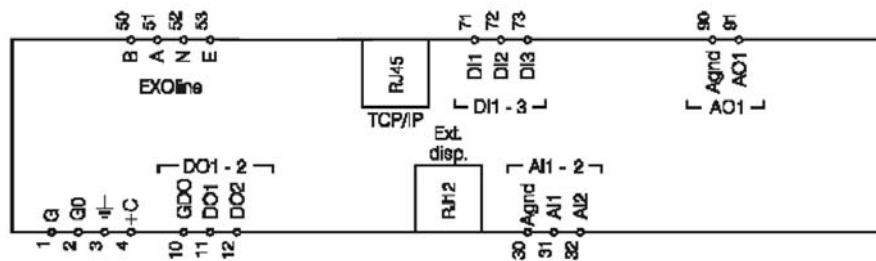 50 51 52 53 71 72 73 90 91
B A N E DI1 DI2 DI3 Agnd AO1
EXOline RJ45 DI1 - 3 AO1
TCP/IP
Ext.
disp.
DO1 - 2 AI1 - 2
RJ12
G G0 +C GDO DO1 DO2 Agnd AI1 AI2
1 2 3 4 10 11 12 30 31 32